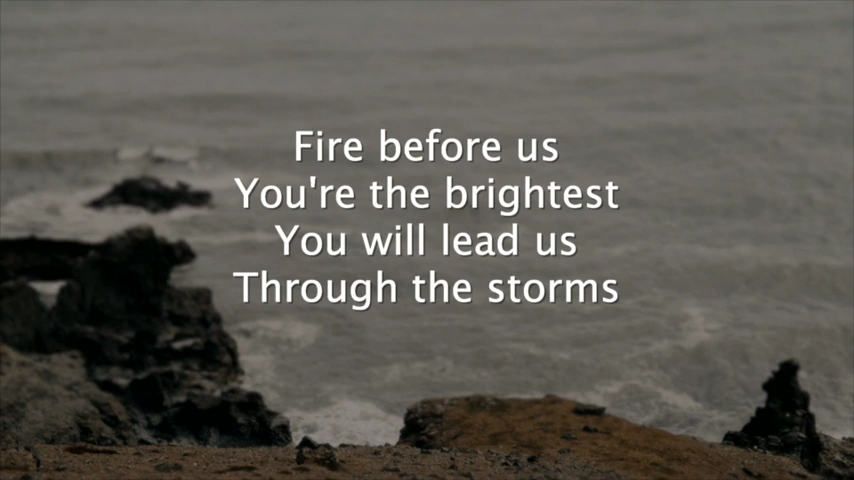 Fire before us
You're the brightest
You will lead us
Through the storms